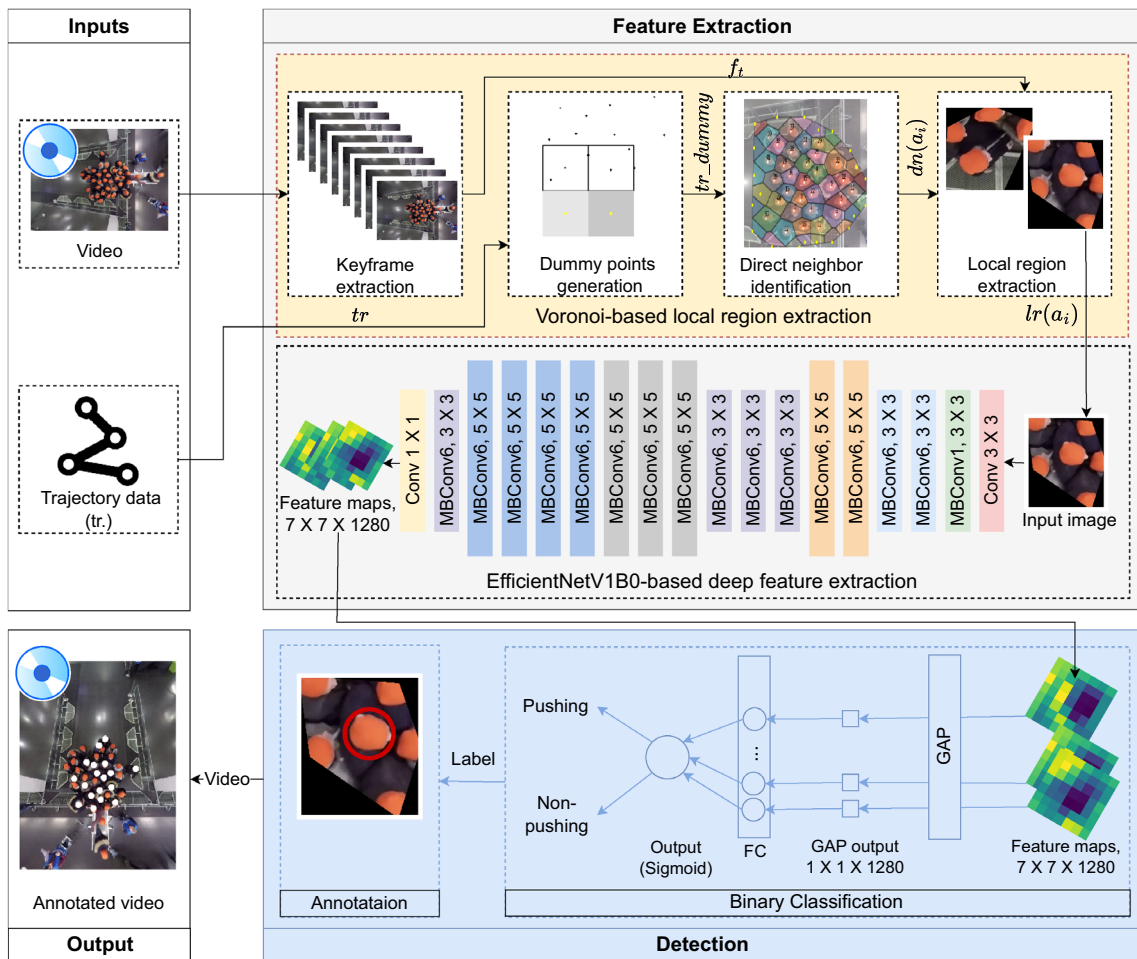 Inputs
Feature Extraction
Video
f_t
Keyframe
extraction
Dummy points
generation
tr_dummy
Direct neighbor
identification
dn(a_i)
Local region
extraction
tr
Voronoi-based local region extraction
lr(a_i)
Trajectory data
(tr.)
Feature maps,
7 X 7 X 1280
Conv 1 X 1
MBConv6, 3 X 3
MBConv6, 5 X 5
MBConv6, 5 X 5
MBConv6, 5 X 5
MBConv6, 5 X 5
MBConv6, 5 X 5
MBConv6, 5 X 5
MBConv6, 5 X 5
MBConv6, 3 X 3
MBConv6, 3 X 3
MBConv6, 3 X 3
MBConv6, 5 X 5
MBConv6, 5 X 5
MBConv6, 3 X 3
MBConv6, 3 X 3
MBConv1, 3 X 3
Conv 3 X 3
Input image
EfficientNetV1B0-based deep feature extraction
Annotated video
Output
Video
Annotataion
Label
Pushing
Non-
pushing
Output
(Sigmoid)
...
FC
GAP output
1 X 1 X 1280
GAP
Feature maps,
7 X 7 X 1280
Binary Classification
Detection